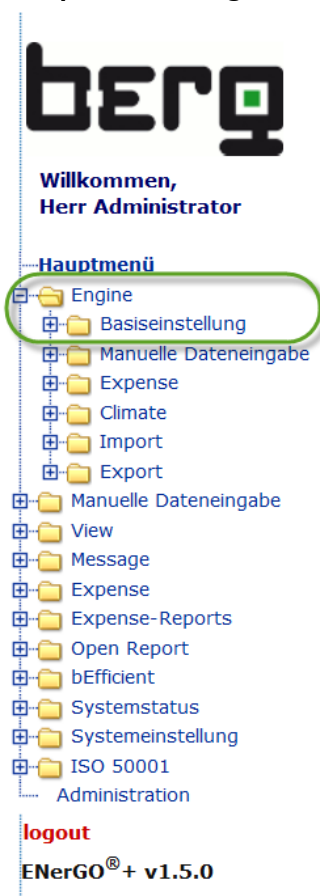 berg
Willkommen,
Herr Administrator
Hauptmenü
Engine
Basiseinstellung
Manuelle Dateneingabe
Expense
Climate
Import
Export
Manuelle Dateneingabe
View
Message
Expense
Expense-Reports
Open Report
bEfficient
Systemstatus
Systemeinstellung
ISO 50001
Administration
logout
ENerGO®+ v1.5.0